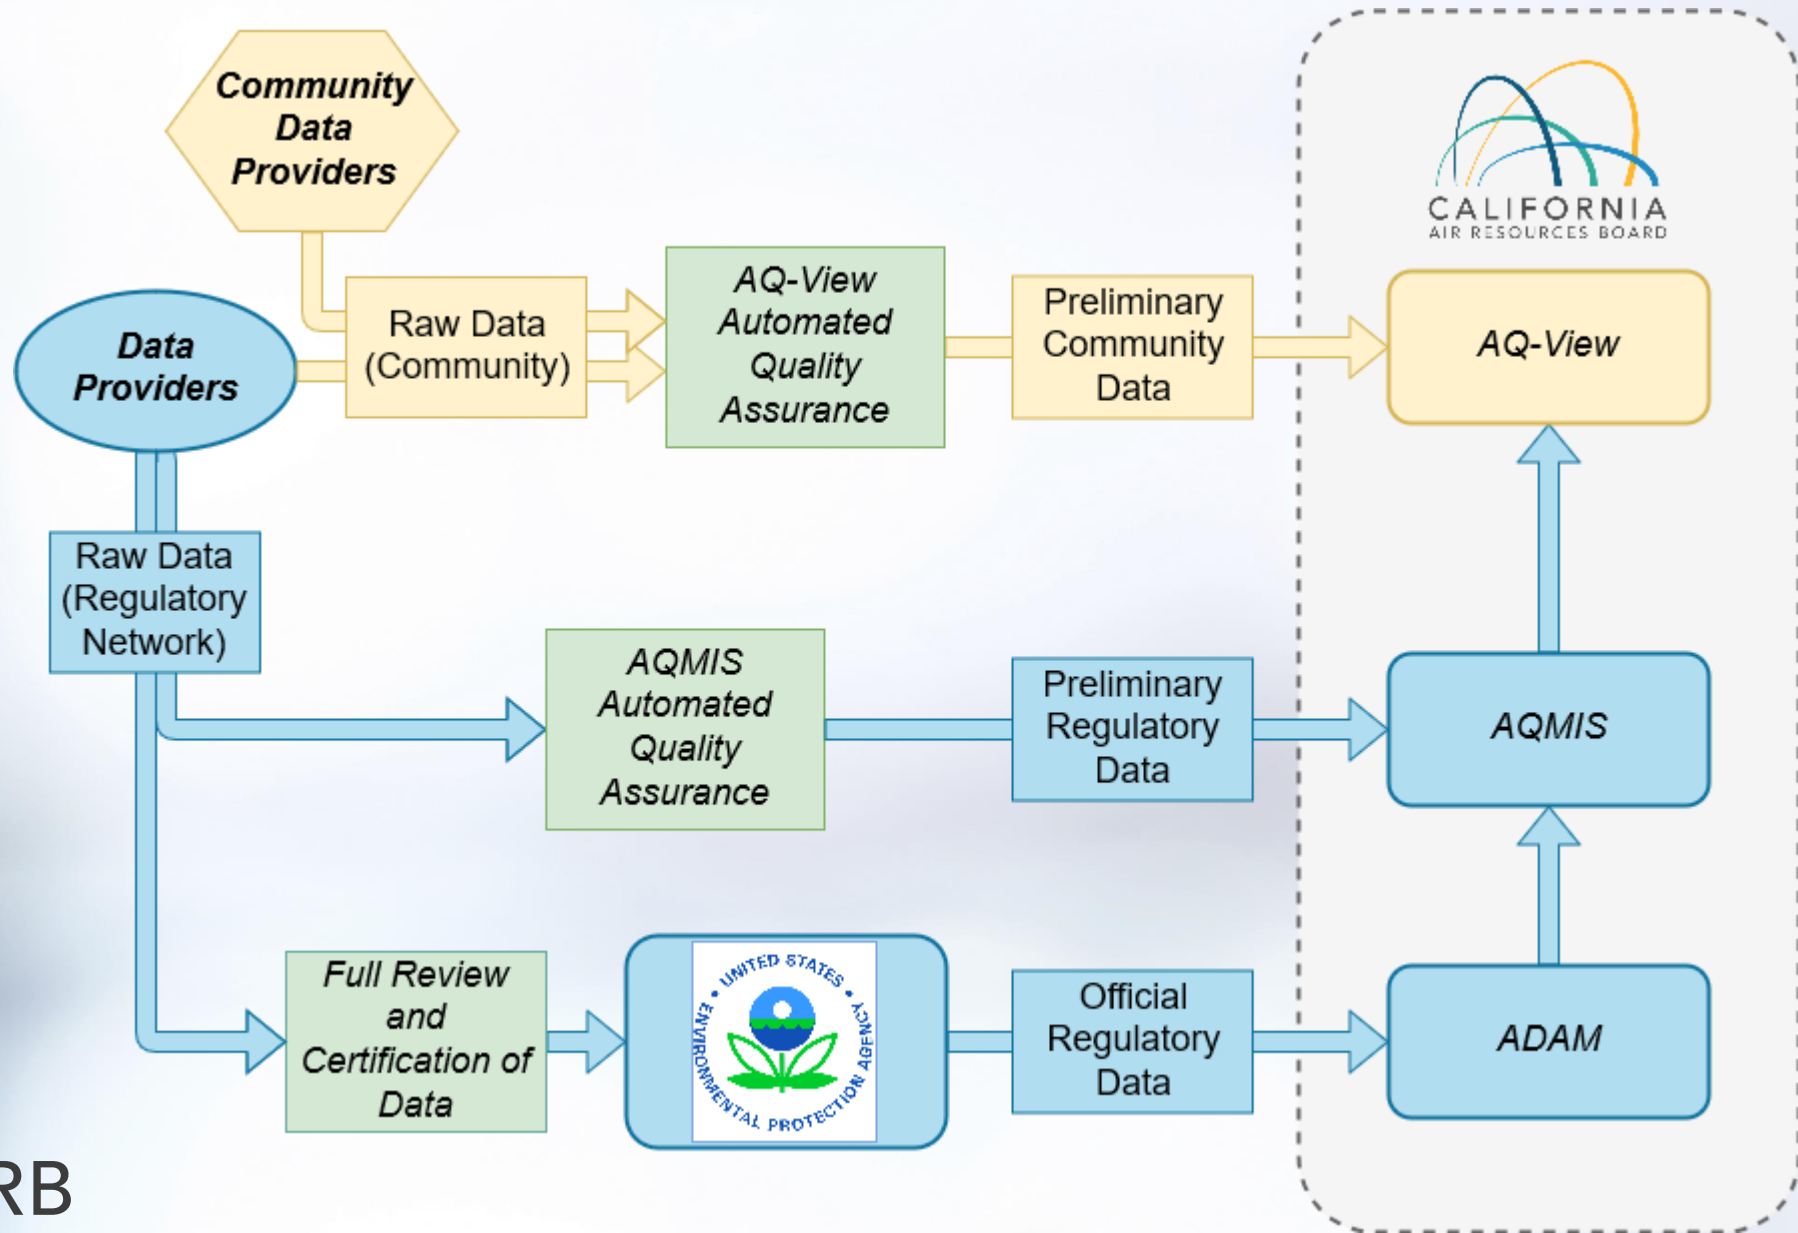 Community
Data
Providers
CALIFORNIA
AIR RESOURCES BOARD
Data
Providers
Raw Data
(Community)
AQ-View
Automated
Quality
Assurance
Preliminary
Community
Data
AQ-View
Raw Data
(Regulatory
Network)
AQMIS
Automated
Quality
Assurance
Preliminary
Regulatory
Data
AQMIS
Full Review
and
Certification of
Data
UNITED STATES
ENVIRONMENTAL PROTECTION AGENCY
Official
Regulatory
Data
ADAM
RB